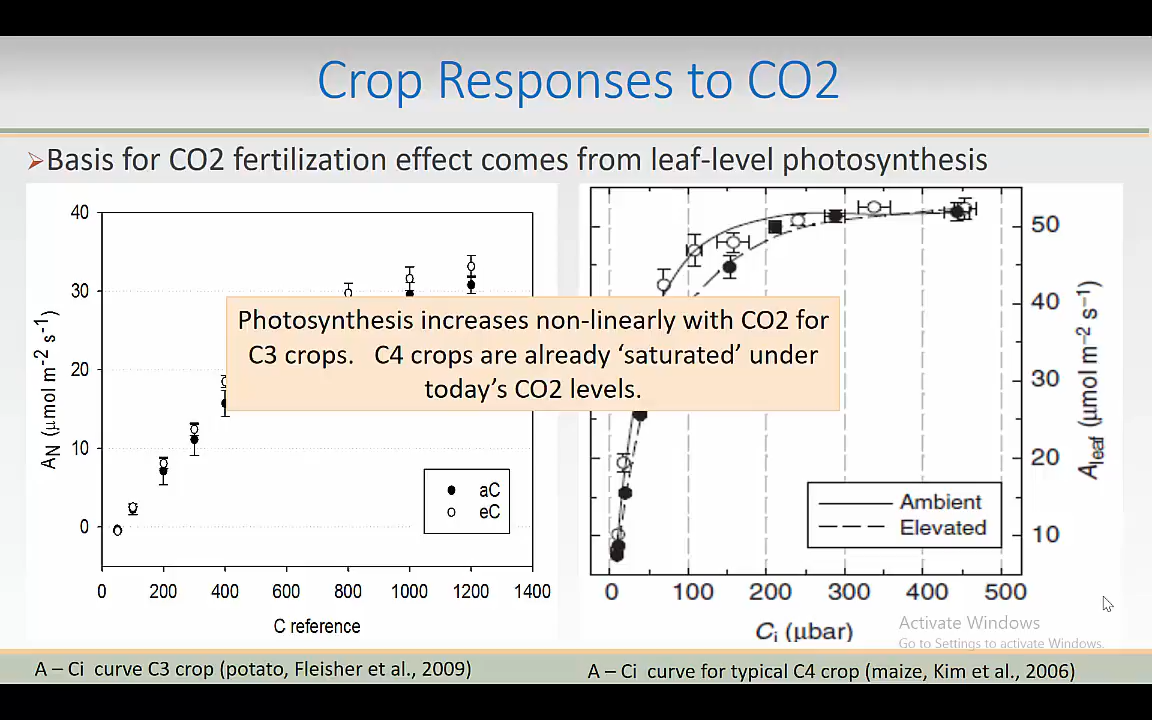 Crop Responses to CO2
➢Basis for CO2 fertilization effect comes from leaf-level photosynthesis
40
30
20
10
0
A_N (μmol m-2 s-1)
0 200 400 600 800 1000 1200 1400
C reference
aC
eC
Photosynthesis increases non-linearly with CO2 for
C3 crops. C4 crops are already ‘saturated’ under
today’s CO2 levels.
50
40
30
20
10
A_leaf (μmol m−2 s−1)
Ambient
Elevated
0 100 200 300 400 500
C_i (μbar)
Activate Windows
Go to Settings to activate Windows.
A – Ci curve C3 crop (potato, Fleisher et al., 2009)
A – Ci curve for typical C4 crop (maize, Kim et al., 2006)